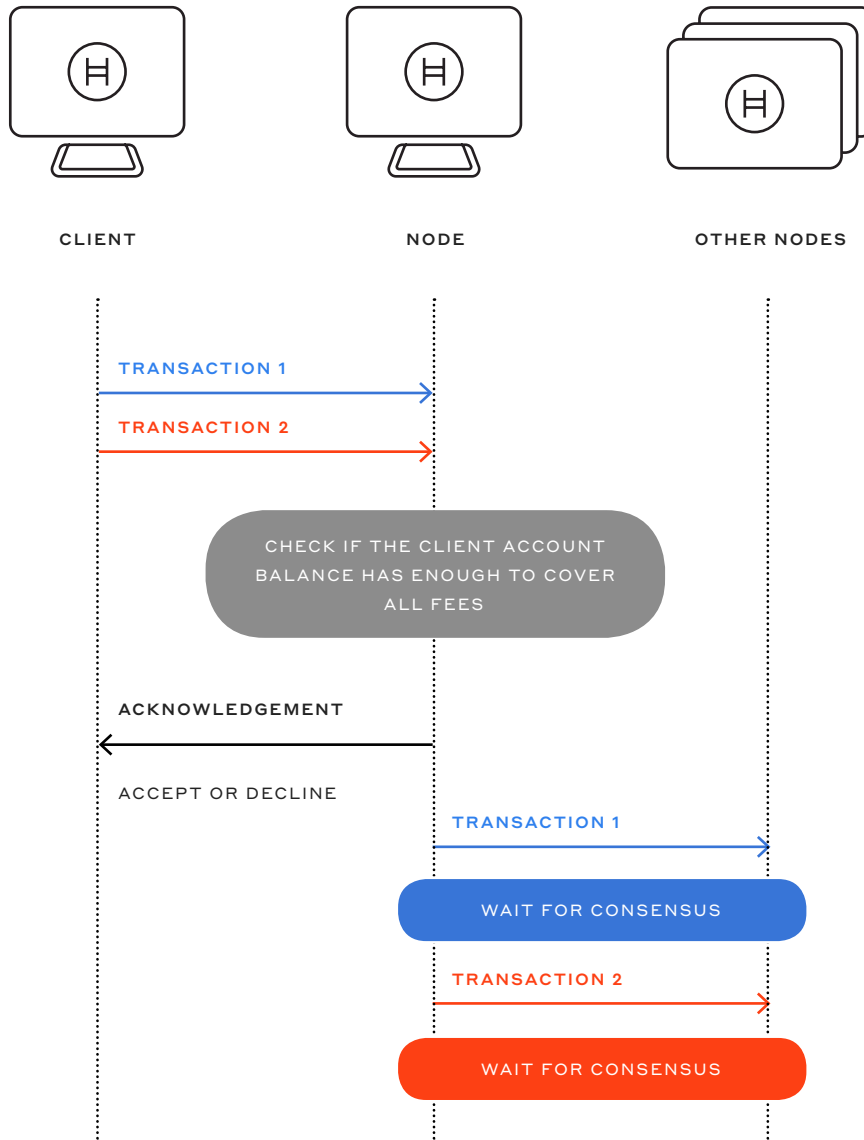 CLIENT
NODE
OTHER NODES
TRANSACTION 1
TRANSACTION 2
CHECK IF THE CLIENT ACCOUNT
BALANCE HAS ENOUGH TO COVER
ALL FEES
ACKNOWLEDGEMENT
ACCEPT OR DECLINE
TRANSACTION 1
WAIT FOR CONSENSUS
TRANSACTION 2
WAIT FOR CONSENSUS